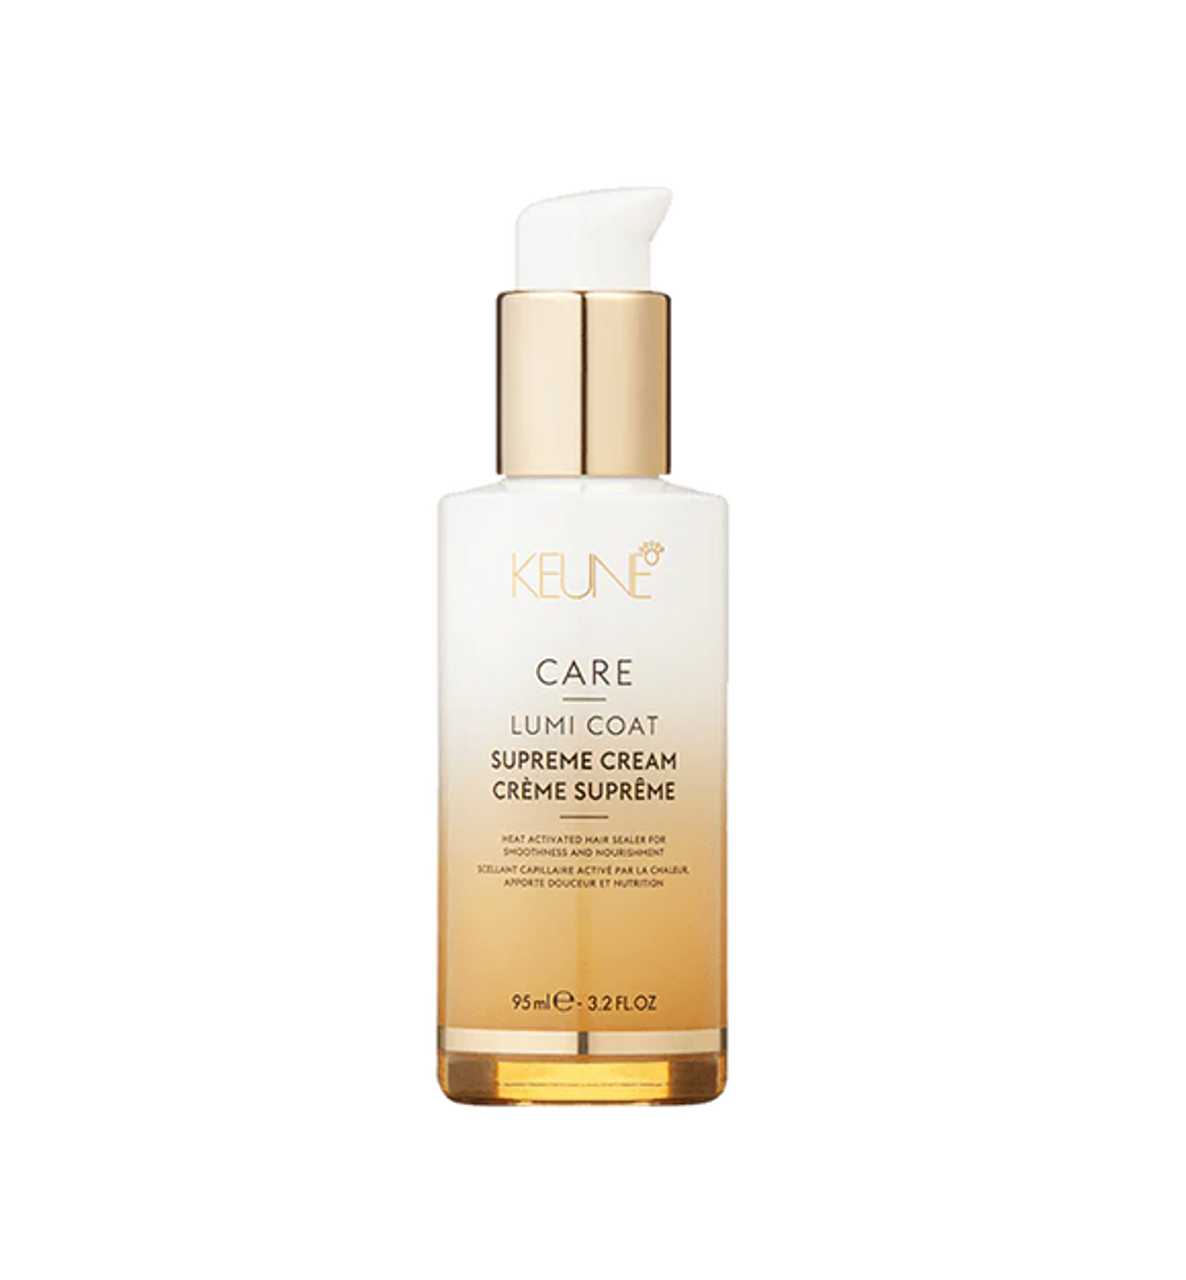 KEUNE
CARE
LUMI COAT
SUPREME CREAM
CRÈME SUPRÊME
HEAT ACTIVATED HAIR SEALER FOR
SMOOTHNESS AND NOURISHMENT
SCELLANT CAPILLAIRE ACTIVÉ PAR LA CHALEUR,
APPORTE DOUCEUR ET NUTRITION
95 ml ℮ - 3.2 FL.OZ